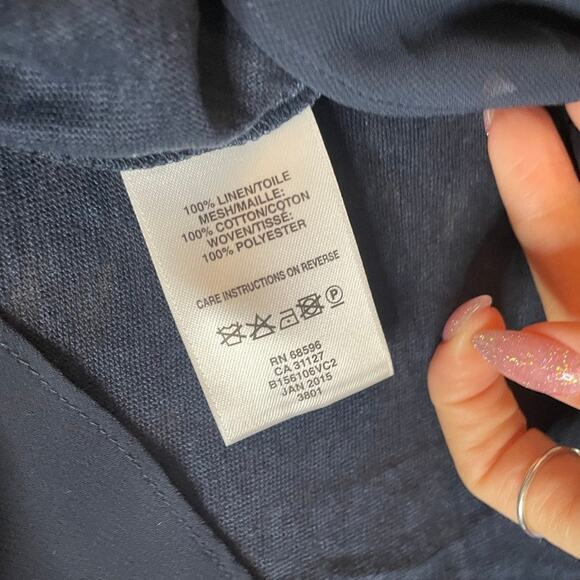 100% LINEN/TOILE
MESH/MAILLE:
100% COTTON/COTON
WOVEN/TISSÉ:
100% POLYESTER
CARE INSTRUCTIONS ON REVERSE
P
RN 68596
CA 31127
B156106VC2
JAN 2015
3801